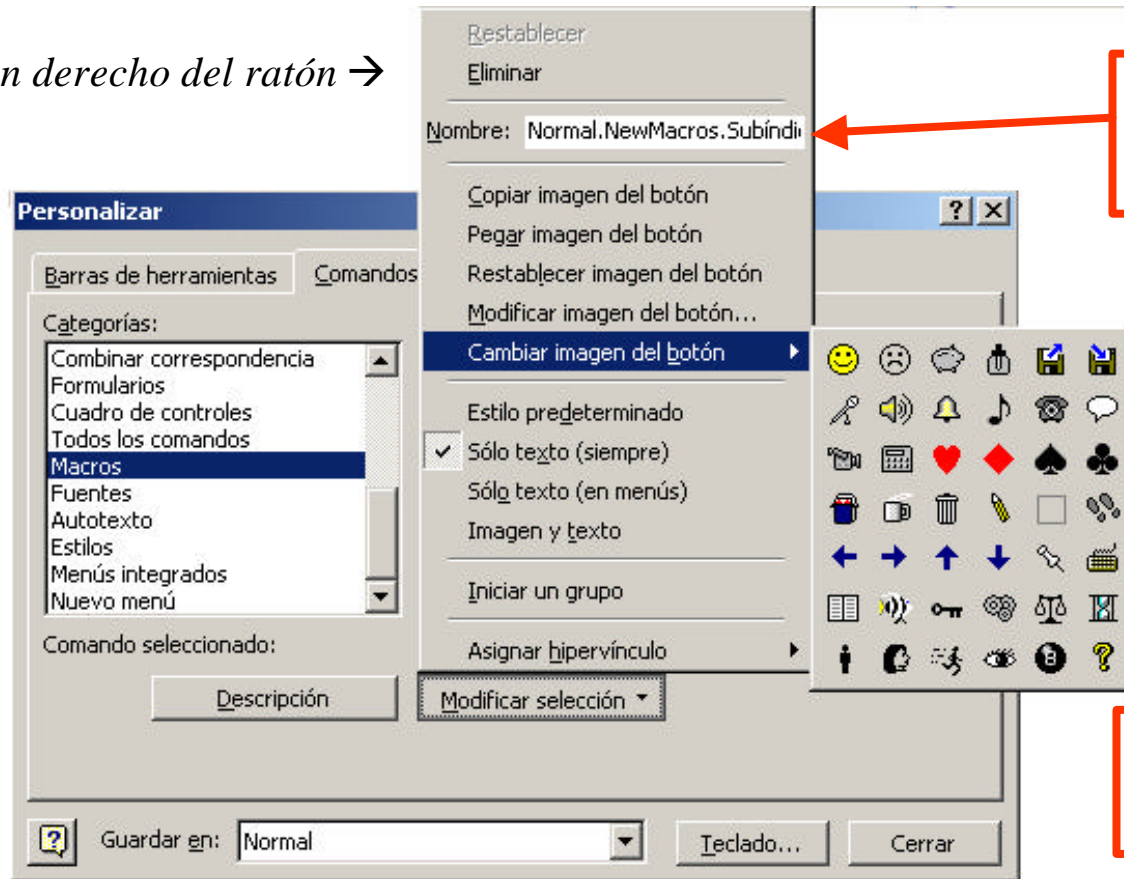 n derecho del ratón →
Restablecer
Eliminar
Nombre: Normal.NewMacros.Subíndi
Copiar imagen del botón
Pegar imagen del botón
Restablecer imagen del botón
Modificar imagen del botón...
Cambiar imagen del botón
Estilo predeterminado
Sólo texto (siempre)
Sólo texto (en menús)
Imagen y texto
Iniciar un grupo
Asignar hipervínculo
Personalizar
Barras de herramientas Comandos
Categorías:
Combinar correspondencia
Formularios
Cuadro de controles
Todos los comandos
Macros
Fuentes
Autotexto
Estilos
Menús integrados
Nuevo menú
Comando seleccionado:
Descripción Modificar selección
Guardar en: Normal Teclado... Cerrar